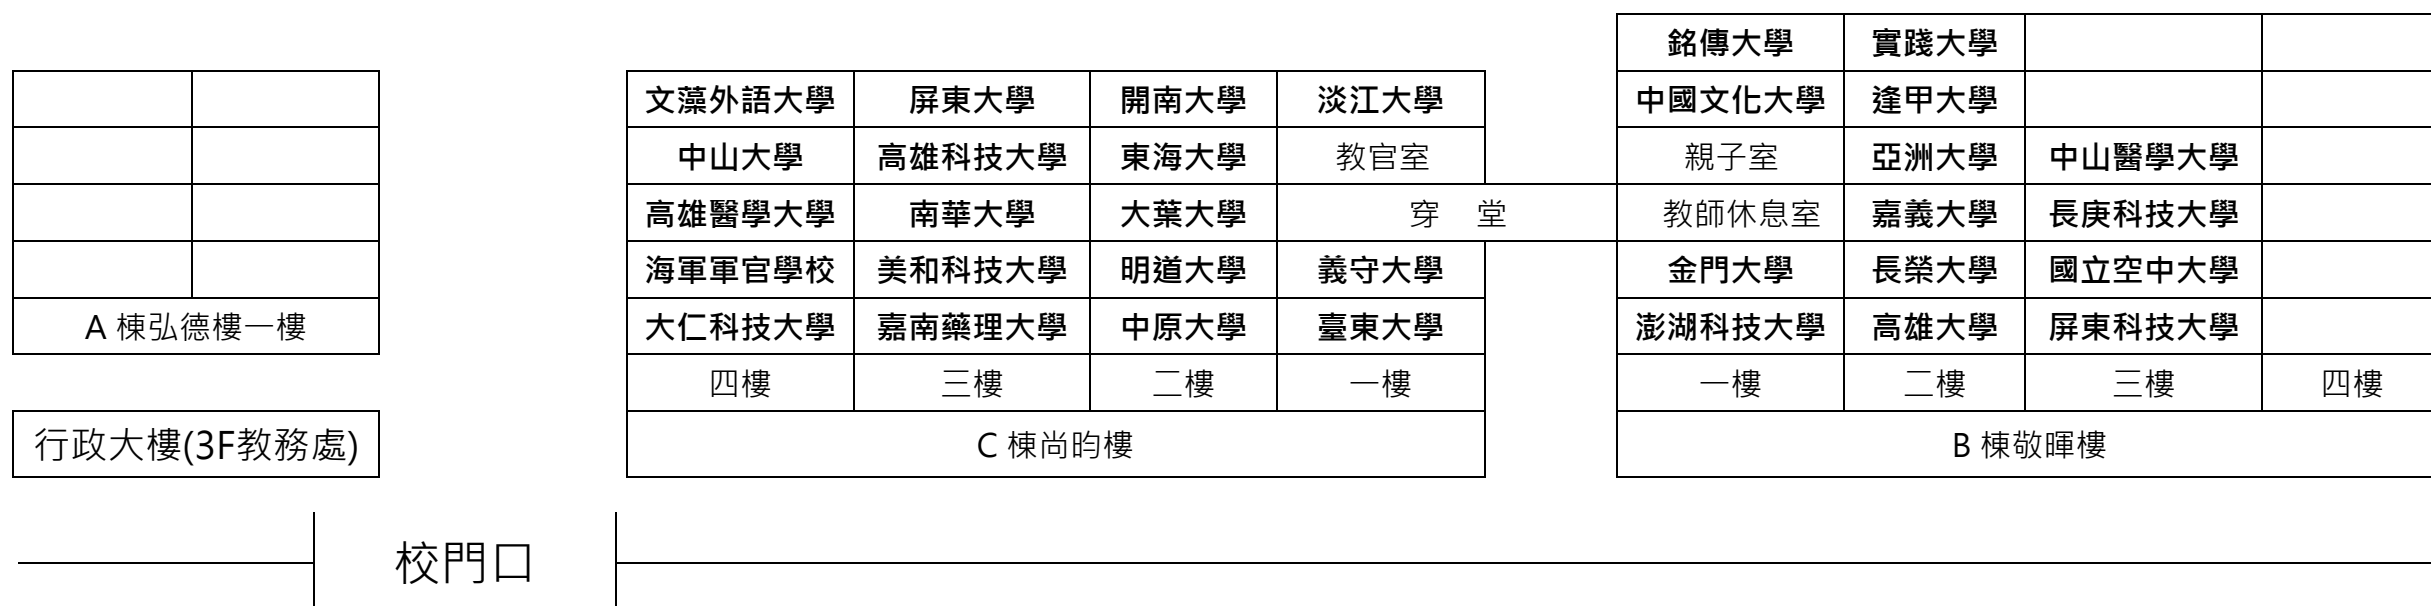 銘傳大學 實踐大學
文藻外語大學 屏東大學 開南大學 淡江大學 中國文化大學 逢甲大學
中山大學 高雄科技大學 東海大學 教官室 親子室 亞洲大學 中山醫學大學
高雄醫學大學 南華大學 大葉大學 穿 堂 教師休息室 嘉義大學 長庚科技大學
海軍軍官學校 美和科技大學 明道大學 義守大學 金門大學 長榮大學 國立空中大學
A 棟弘德樓一樓 大仁科技大學 嘉南藥理大學 中原大學 臺東大學 澎湖科技大學 高雄大學 屏東科技大學
四樓 三樓 二樓 一樓 一樓 二樓 三樓 四樓
行政大樓(3F教務處) C 棟尚昀樓 B 棟敬暉樓
校門口